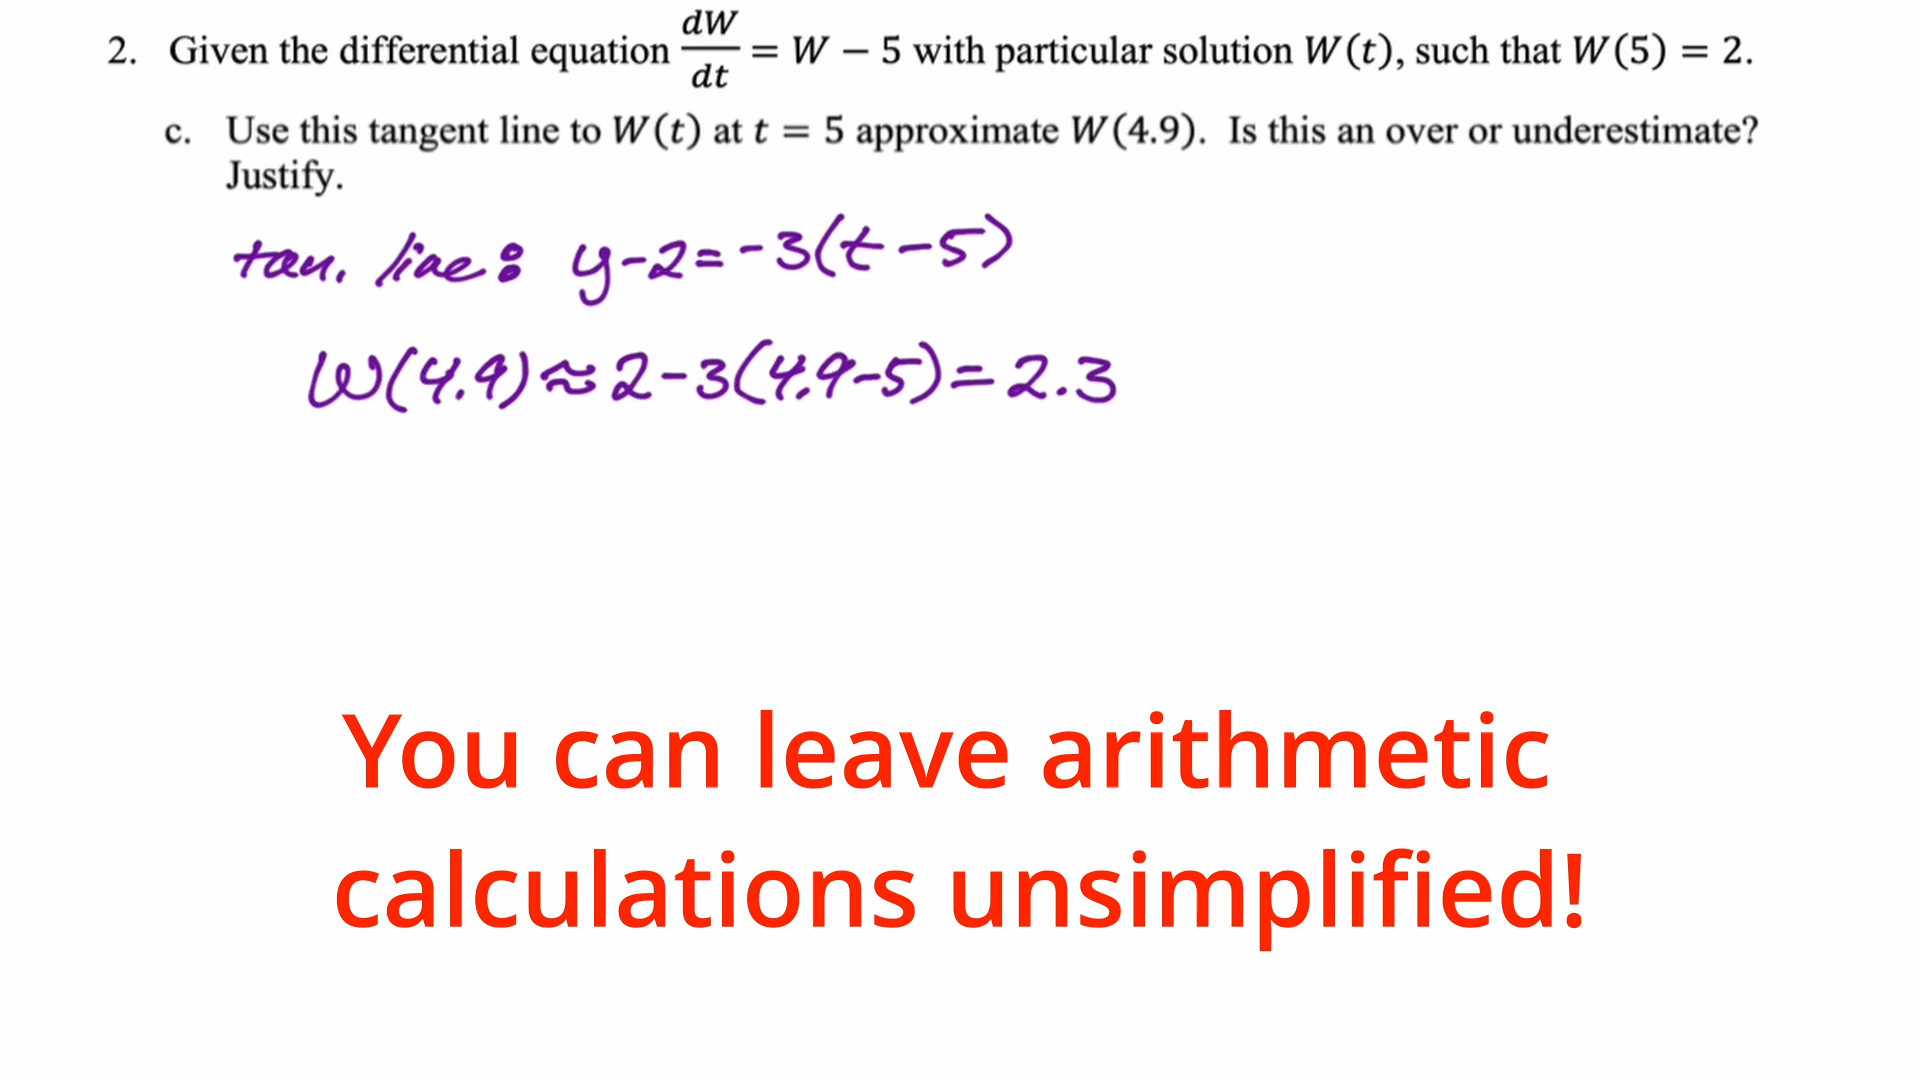 2. Given the differential equation dW/dt = W − 5 with particular solution W(t), such that W(5) = 2.
c. Use this tangent line to W(t) at t = 5 approximate W(4.9). Is this an over or underestimate?
Justify.
tan. line: y-2=-3(t-5)
W(4.9)≈2-3(4.9-5)=2.3
You can leave arithmetic
calculations unsimplified!